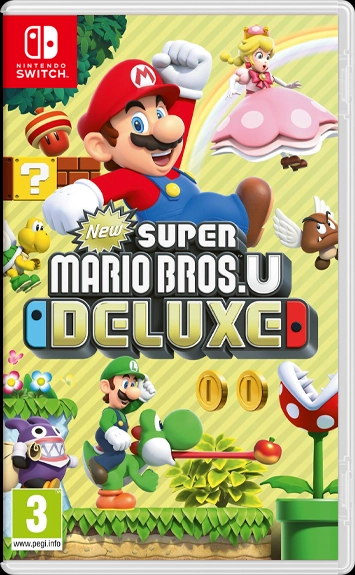 NINTENDO
SWITCH
M
?
New
SUPER
MARIO BROS.U
DELUXE
L
3
www.pegi.info